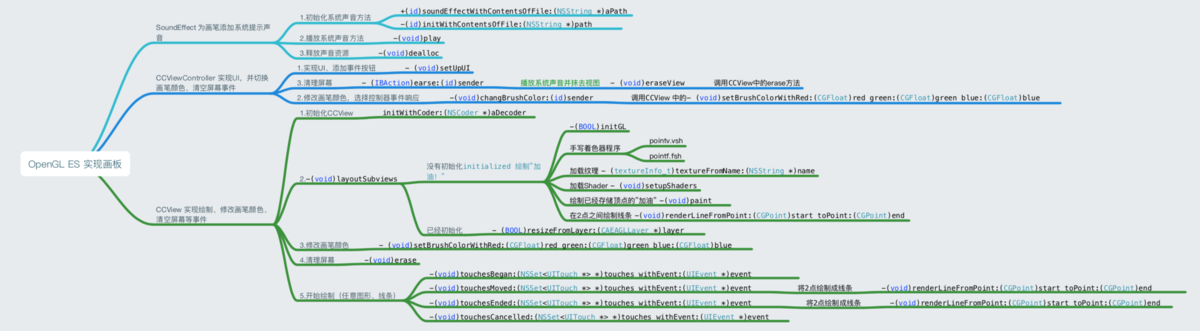 OpenGL ES 实现画板
SoundEffect 为画笔添加系统提示声
音
1.初始化系统声音方法
+(id)soundEffectWithContentsOfFile:(NSString *)aPath
-(id)initWithContentsOfFile:(NSString *)path
2.播放系统声音方法 -(void)play
3.释放声音资源 -(void)dealloc
CCViewController 实现UI，并切换
画笔颜色、清空屏幕事件
1.实现UI，添加事件按钮 - (void)setUpUI
3.清理屏幕 - (IBAction)earse:(id)sender 播放系统声音并抹去视图 - (void)eraseView 调用CCView中的erase方法
2.修改画笔颜色，选择控制器事件响应 -(void)changBrushColor:(id)sender 调用CCView 中的- (void)setBrushColorWithRed:(CGFloat)red green:(CGFloat)green blue:(CGFloat)blue
CCView 实现绘制、修改画笔颜色、
清空屏幕等事件
1.初始化CCView initWithCoder:(NSCoder *)aDecoder
2.-(void)layoutSubviews
没有初始化initialized 绘制"加
油！"
-(BOOL)initGL
手写着色器程序
pointv.vsh
pointf.fsh
加载纹理 - (textureInfo_t)textureFromName:(NSString *)name
加载Shader - (void)setupShaders
绘制已经存储顶点的"加油" -(void)paint
在2点之间绘制线条 -(void)renderLineFromPoint:(CGPoint)start toPoint:(CGPoint)end
已经初始化 - (BOOL)resizeFromLayer:(CAEAGLLayer *)layer
3.修改画笔颜色 - (void)setBrushColorWithRed:(CGFloat)red green:(CGFloat)green blue:(CGFloat)blue
4.清理屏幕 -(void)erase
5.开始绘制（任意图形、线条）
-(void)touchesBegan:(NSSet<UITouch *> *)touches withEvent:(UIEvent *)event
-(void)touchesMoved:(NSSet<UITouch *> *)touches withEvent:(UIEvent *)event 将2点绘制成线条 -(void)renderLineFromPoint:(CGPoint)start toPoint:(CGPoint)end
-(void)touchesEnded:(NSSet<UITouch *> *)touches withEvent:(UIEvent *)event 将2点绘制成线条 -(void)renderLineFromPoint:(CGPoint)start toPoint:(CGPoint)end
-(void)touchesCancelled:(NSSet<UITouch *> *)touches withEvent:(UIEvent *)event